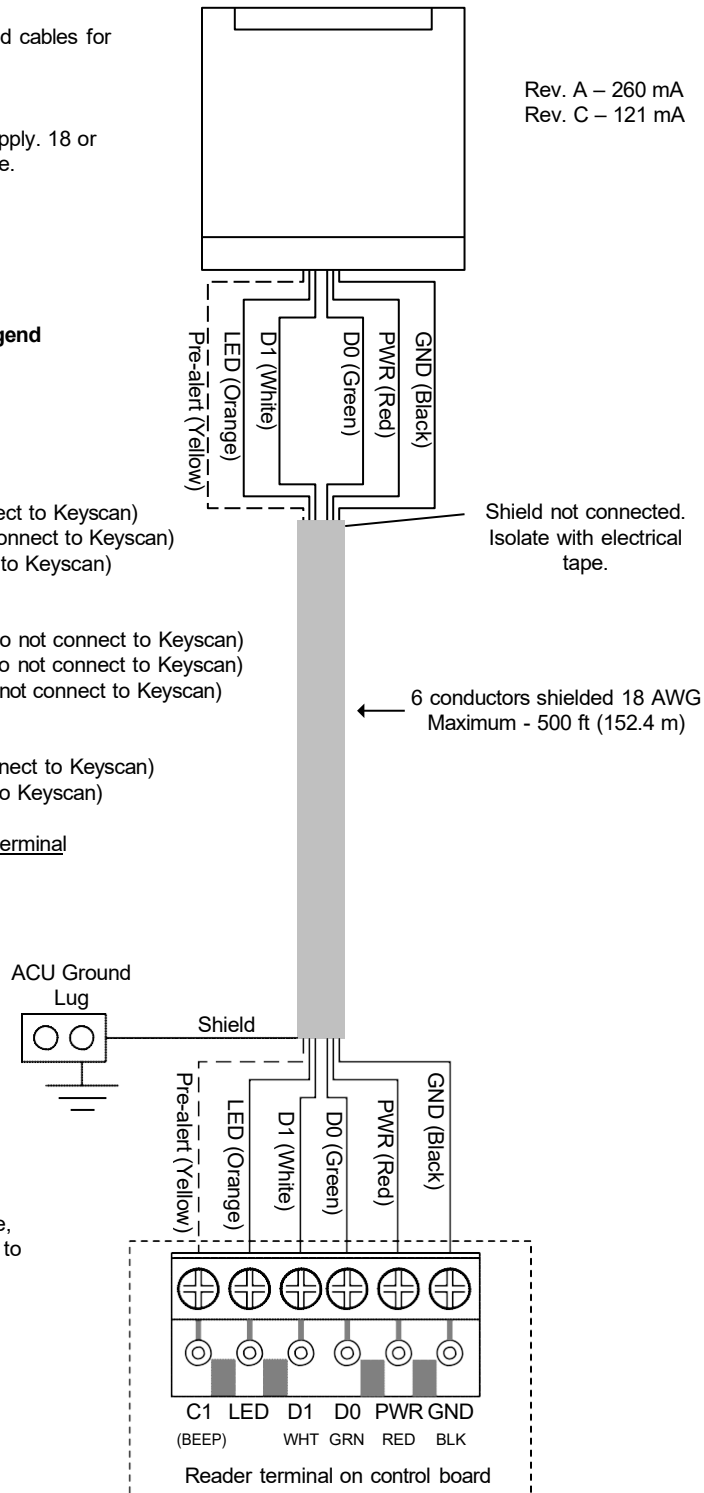 d cables for
Rev. A – 260 mA
Rev. C – 121 mA
pply. 18 or
e.
gend
Pre-alert (Yellow)
LED (Orange)
D1 (White)
D0 (Green)
PWR (Red)
GND (Black)
ect to Keyscan)
onnect to Keyscan)
to Keyscan)
Shield not connected.
Isolate with electrical
tape.
o not connect to Keyscan)
o not connect to Keyscan)
not connect to Keyscan)
6 conductors shielded 18 AWG
Maximum - 500 ft (152.4 m)
nect to Keyscan)
o Keyscan)
erminal
ACU Ground
Lug
Shield
Pre-alert (Yellow)
LED (Orange)
D1 (White)
D0 (Green)
PWR (Red)
GND (Black)
e,
to
C1 LED D1 D0 PWR GND
(BEEP) WHT GRN RED BLK
Reader terminal on control board